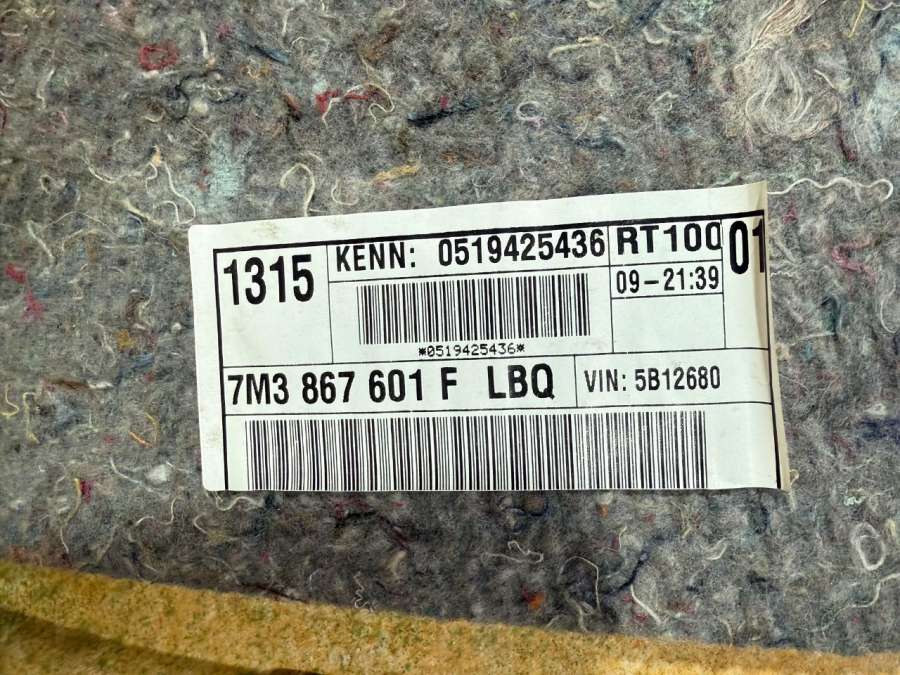 1315
KENN: 0519425436
RT100
01
09-21:39
*0519425436*
7M3 867 601 F LBQ
VIN: 5B12680